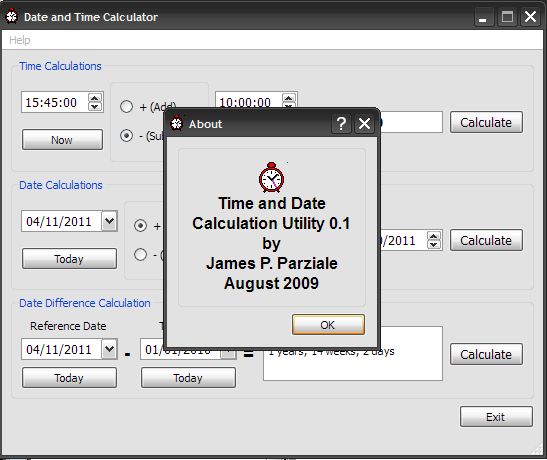 Date and Time Calculator
Help
Time Calculations
15:45:00
+ (Add)
10:00:00
- (Sub
Now
Calculate
About
Time and Date
Calculation Utility 0.1
by
James P. Parziale
August 2009
OK
Date Calculations
04/11/2011
+
/2011
- (
Today
Calculate
Date Difference Calculation
Reference Date
04/11/2011
-
01/01/2010
=
1 years, 14 weeks, 2 days
Calculate
Today
Today
Exit